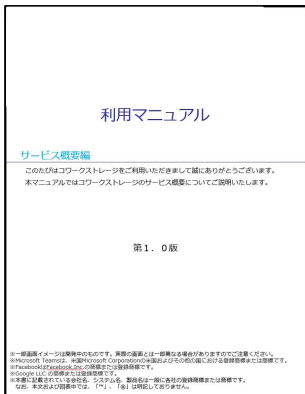 利用マニュアル
サービス概要編
このたびはコワークストレージをご利用いただきまして誠にありがとうございます。
本マニュアルではコワークストレージのサービス概要についてご説明いたします。
第1.0版
※一部画面イメージは開発中のものです。実際の画面とは一部異なる場合がありますのでご注意ください。
※Microsoft Teamsは、米国Microsoft Corporationの米国およびその他の国における登録商標または商標です。
※FacebookはFacebook,Inc.の商標または登録商標です。
※Google LLC の商標または登録商標です。
※本書に記載されている会社名、システム名、製品名は一般に各社の登録商標または商標です。
なお、本文および図表中では、「™」、「®」は明記しておりません。